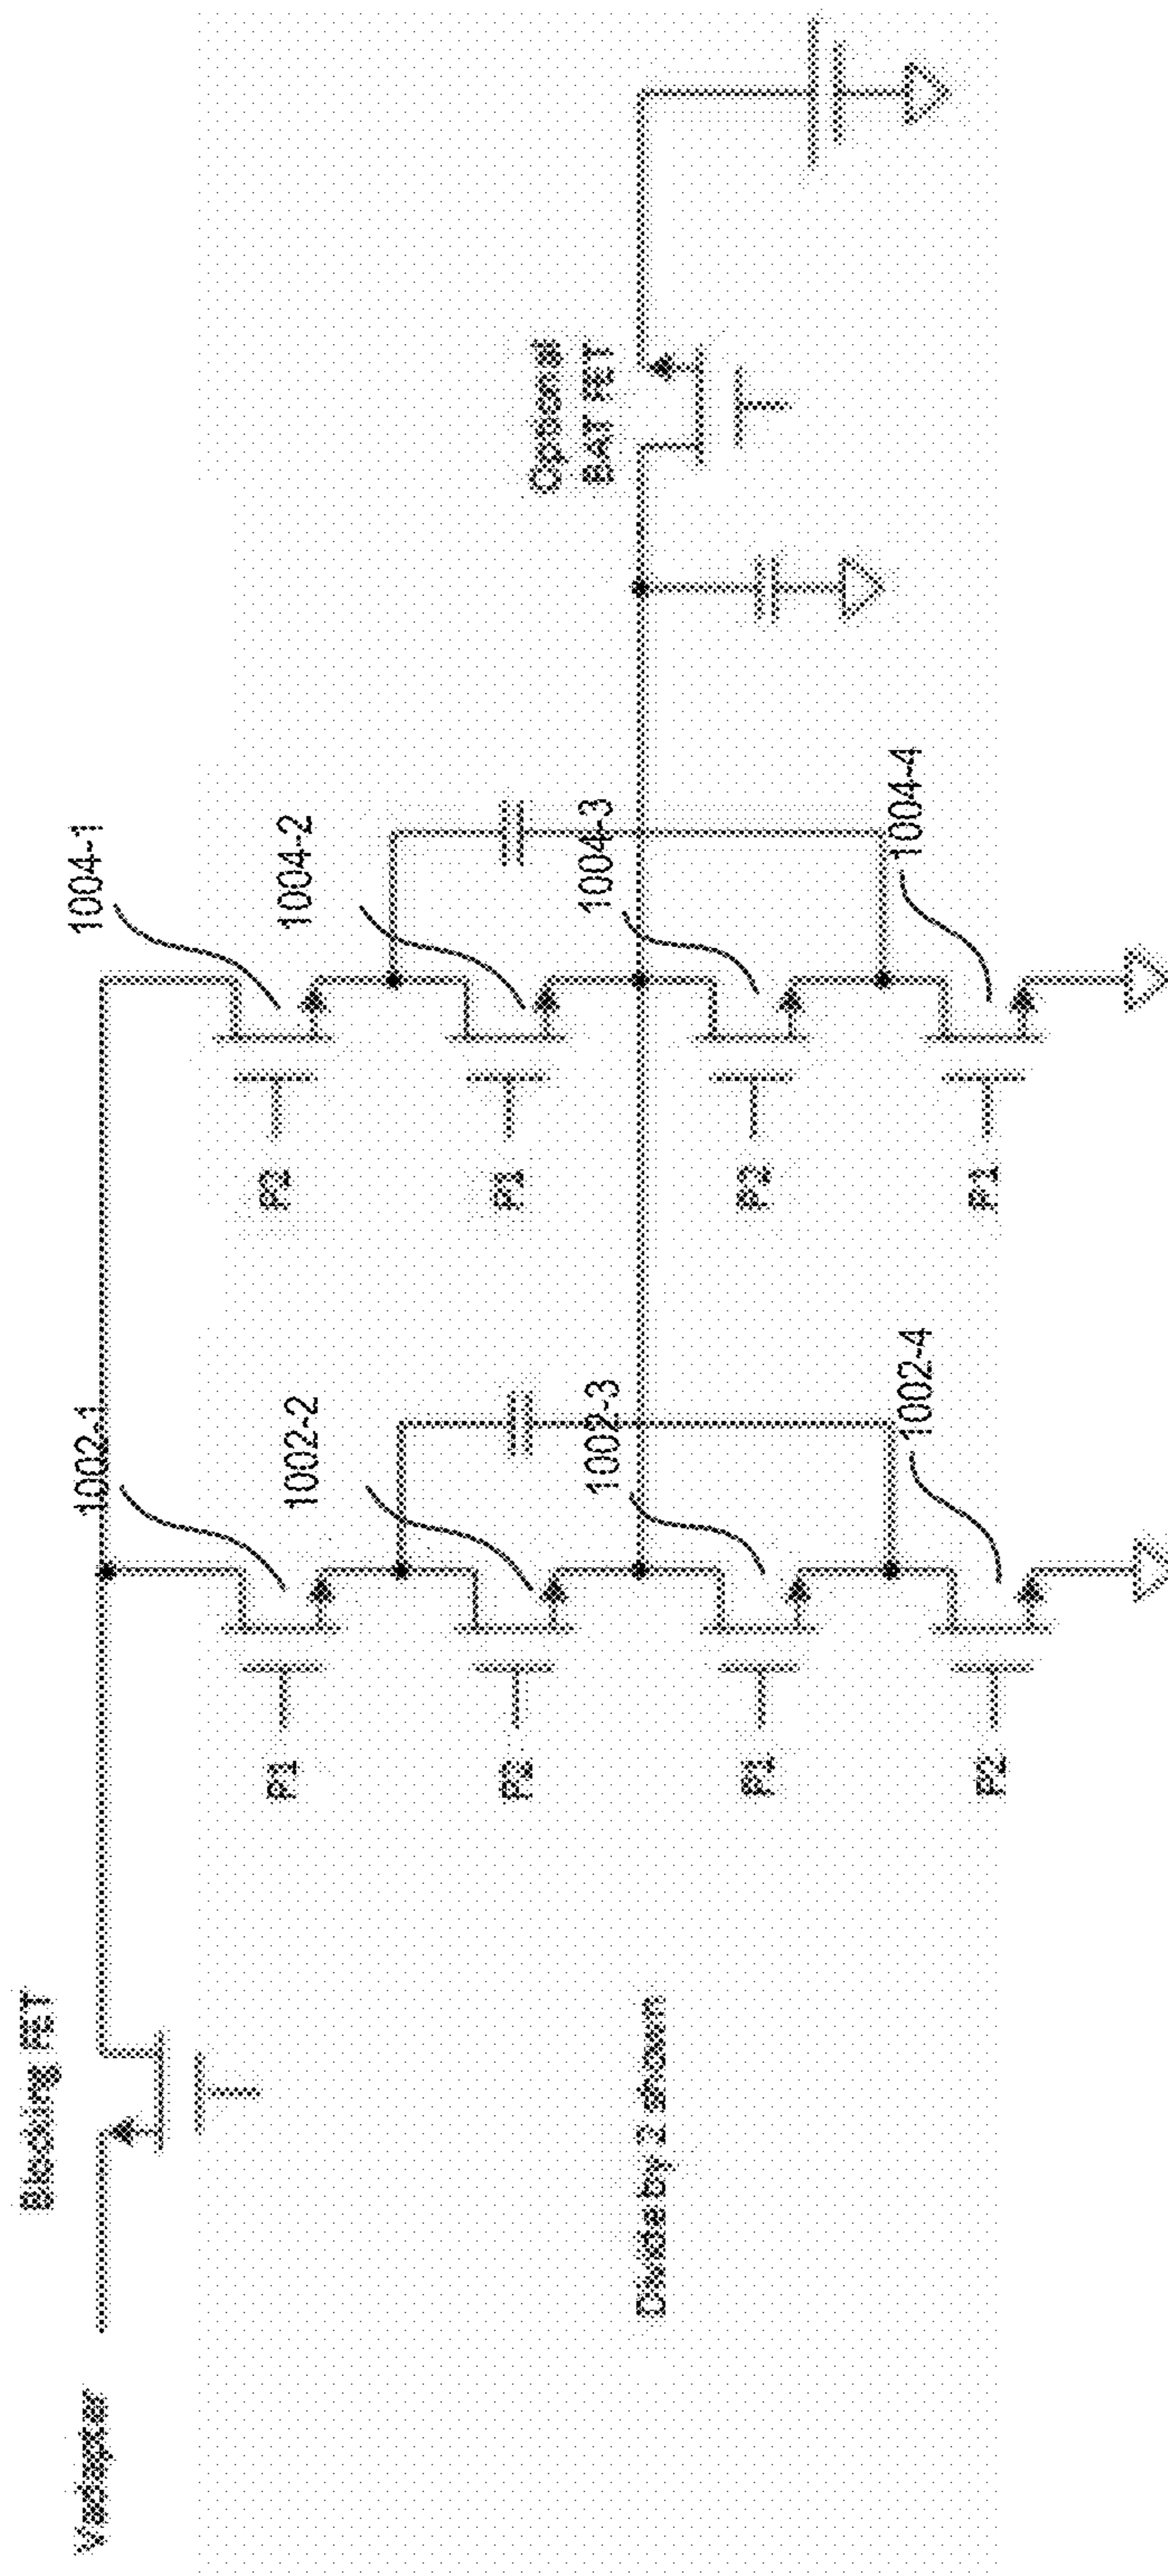 Vadapter
Blocking FET
1002-1
1004-1
P1
1002-2
P2
1004-2
P2
1002-3
P1
1004-3
Optional
BAT FET
Divide by 2 shown
P1
1002-4
P2
1004-4
P2
P1